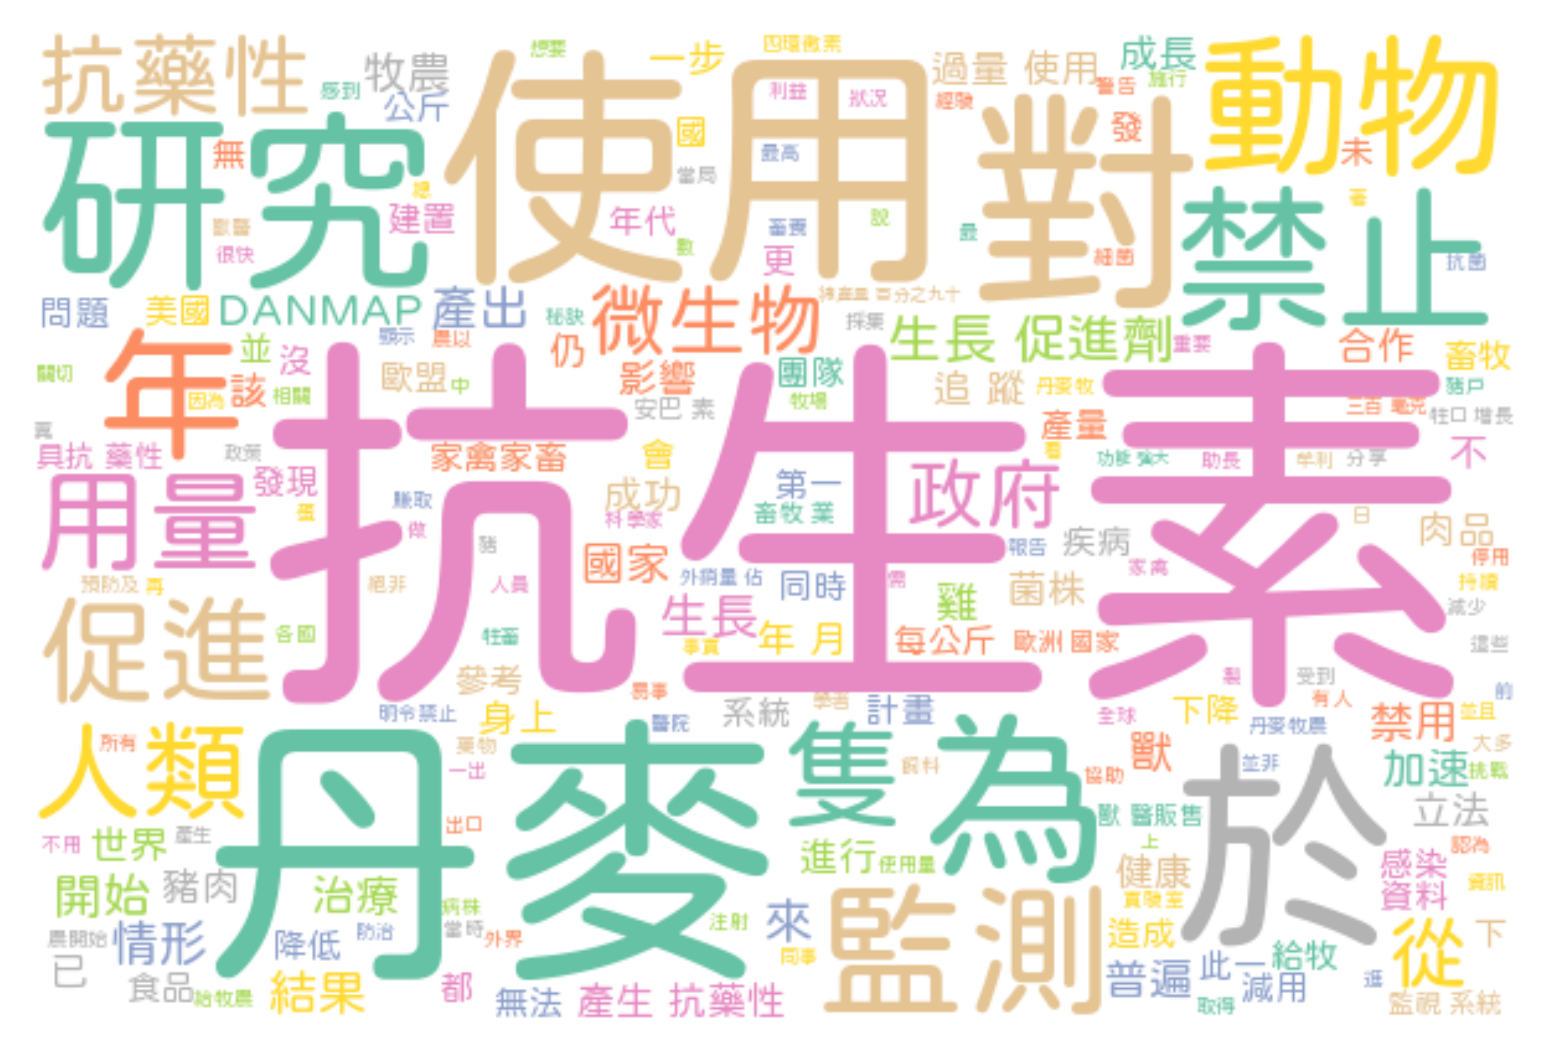 抗藥性
牧農
公斤
感到
想要
使用
一步
四環黴素
利益
狀況
過量 使用
經驗
警告
成長
施行
動物
研究
無
總
建置
獸醫
很快
國
當局
最高
年代
數
畜養
更
說
最
對
發
細菌
未
著
禁止
抗菌
問題
美國
DANMAP
產出
秘訣
微生物
採集
仍
生長 促進劑
重要
合作
畜牧
豬戶
關切
年
並
沒
顯示
農以
該
因為
相關
歐盟
中
影響
安巴 素
團隊
牧場
追 蹤
丹麥牧
產量
三百 毫克
牲口 增長
具抗 藥性
政策
家禽家畜
會
成功
第一
政府
看
功能 強大
助長
牟利
分享
不
用量
發現
蛋
賺取
做
抗生素
豬
科學家
畜牧 業
國家
外銷量 佔
報告
疾病
日
肉品
停用
預防及
再
絕非
人員
同時
需
雞
菌株
家禽
持續
減少
促進
各國
牲畜
生長
事實
年 月
每公斤
歐洲 國家
這些
參考
易事
製
受到
有人
前
明令禁止
身上
醫院
系統
學者
計畫
全球
下降
丹麥牧農
禁用
並且
人類
所有
藥物
一出
丹麥
隻
飼料
為
獸
協助
並非
加速
挑戰
大多
不用
世界
產生
出口
獸 醫販售
於
立法
上
認為
開始
豬肉
治療
病株
進行
使用量
健康
實驗室
感染
資料
資訊
農開始
情形
降低
防治
當時
外界
注射
來
同事
監測
造成
從
下
已
食品
給牧農
結果
都
無法
產生 抗藥性
普遍
此一
給牧
減用
取得
逛
監視 系統